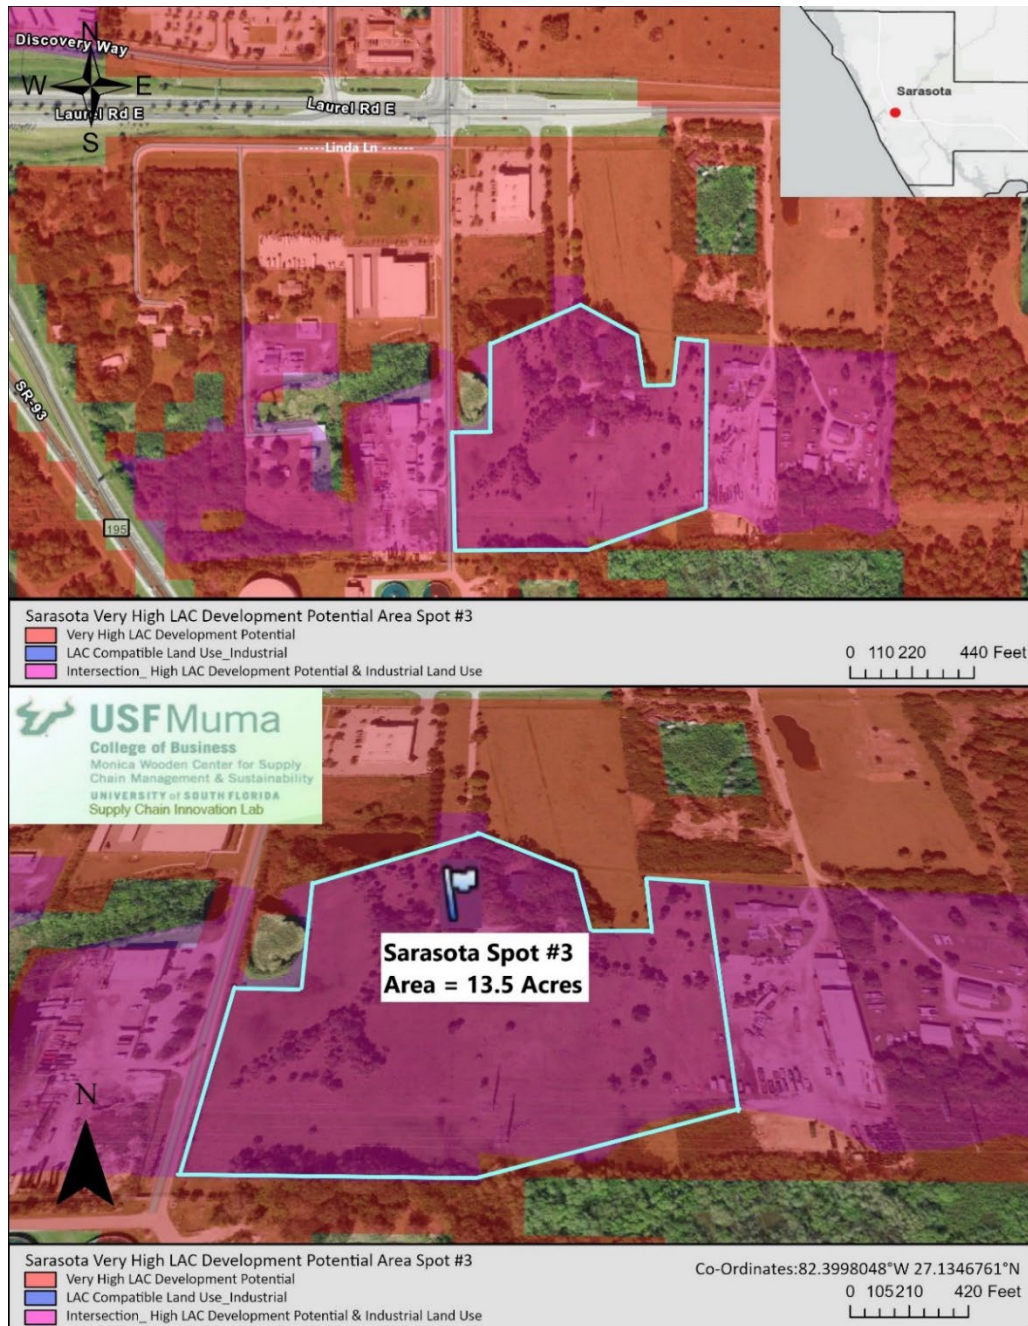 N
Discovery Way
W E
Laurel Rd E
Laurel Rd E
S
-----Linda Ln ------
Sarasota
SR-93
195
Sarasota Very High LAC Development Potential Area Spot #3
Very High LAC Development Potential
LAC Compatible Land Use_Industrial
Intersection_ High LAC Development Potential & Industrial Land Use
0 110 220 440 Feet
USF Muma
College of Business
Monica Wooden Center for Supply
Chain Management & Sustainability
UNIVERSITY of SOUTH FLORIDA
Supply Chain Innovation Lab
Sarasota Spot #3
Area = 13.5 Acres
N
Sarasota Very High LAC Development Potential Area Spot #3
Very High LAC Development Potential
LAC Compatible Land Use_Industrial
Intersection_ High LAC Development Potential & Industrial Land Use
Co-Ordinates:82.3998048°W 27.1346761°N
0 105210 420 Feet